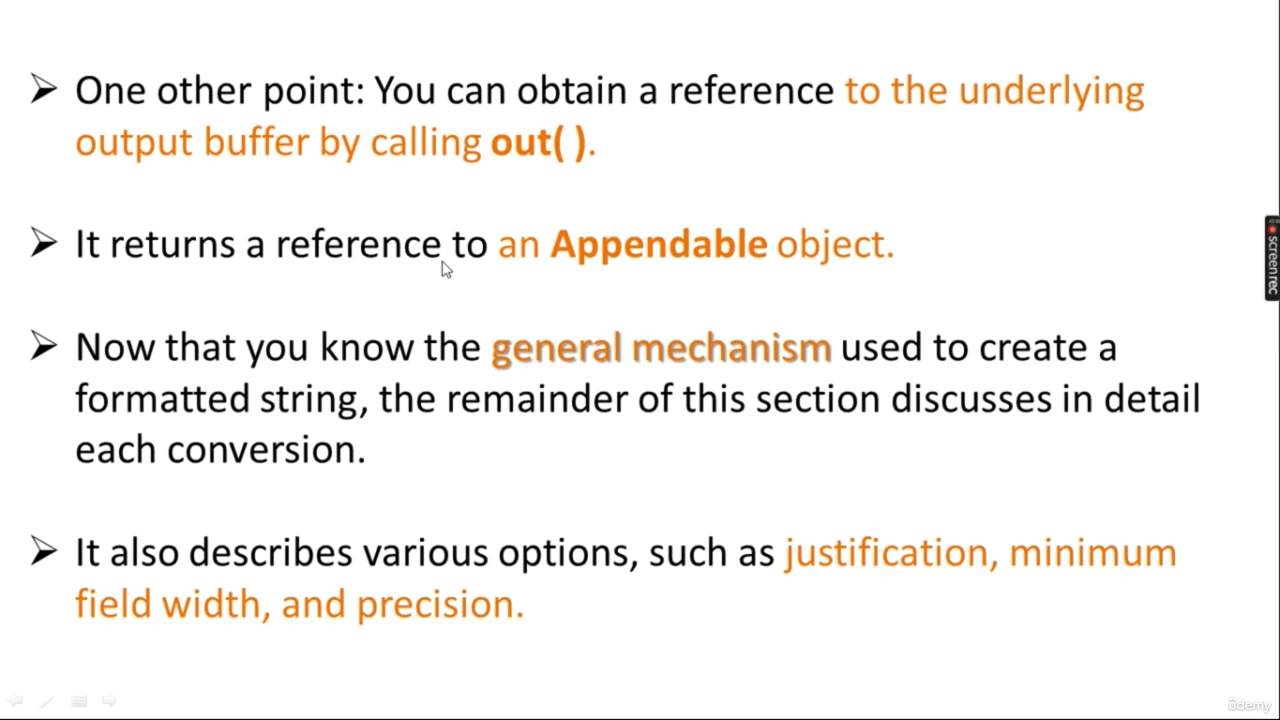 ➢ One other point: You can obtain a reference to the underlying
output buffer by calling out( ).
➢ It returns a reference to an Appendable object.
➢ Now that you know the general mechanism used to create a
formatted string, the remainder of this section discusses in detail
each conversion.
➢ It also describes various options, such as justification, minimum
field width, and precision.
screenrec
ûdemy